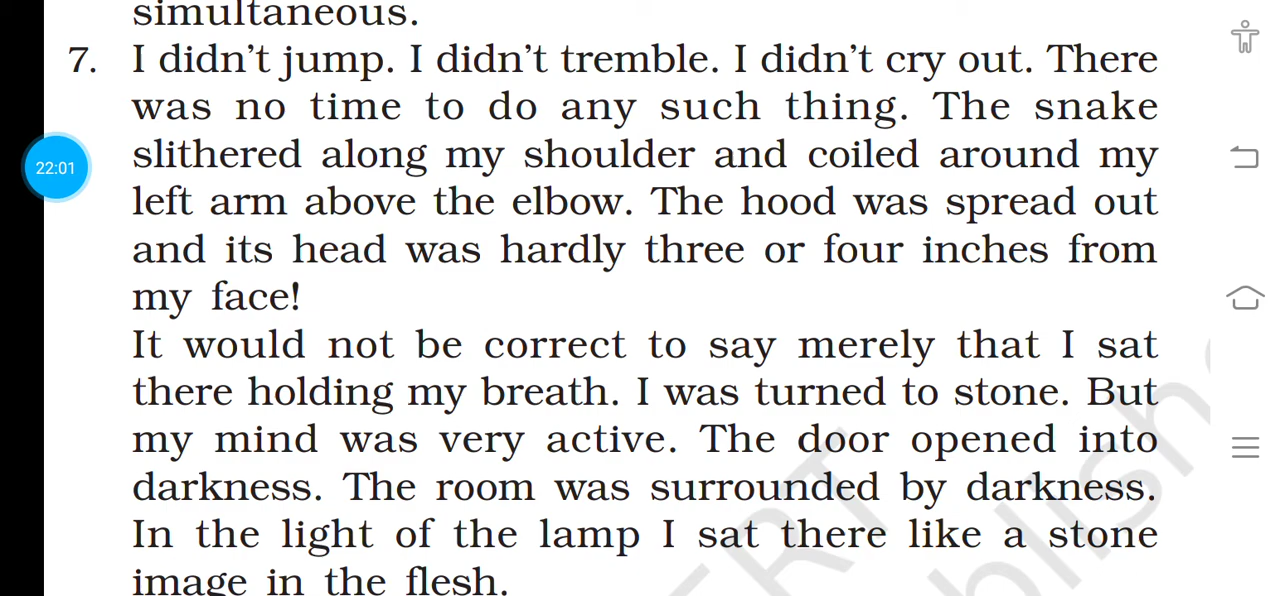 simultaneous.
7. I didn't jump. I didn't tremble. I didn't cry out. There
was no time to do any such thing. The snake
slithered along my shoulder and coiled around my
22:01
left arm above the elbow. The hood was spread out
and its head was hardly three or four inches from
my face!
It would not be correct to say merely that I sat
there holding my breath. I was turned to stone. But
my mind was very active. The door opened into
darkness. The room was surrounded by darkness.
In the light of the lamp I sat there like a stone
image in the flesh.